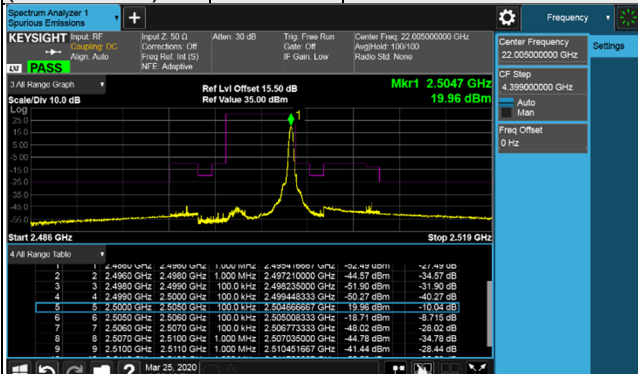 Spectrum Analyzer 1
Spurious Emissions
Frequency
KEYSIGHT
Input: RF
Coupling: DC
Align: Auto
Input Z: 50 Ω
Corrections: Off
Freq Ref: Int (S)
NFE: Adaptive
Atten: 30 dB
Trig: Free Run
Gate: Off
IF Gain: Low
Center Freq: 22.005000000 GHz
Avg|Hold: 100/100
Radio Std: None
LXI PASS
Center Frequency
22.005000000 GHz
Settings
CF Step
4.399000000 GHz
Auto
Man
Freq Offset
0 Hz
3 All Range Graph
Ref Lvl Offset 15.50 dB
Ref Value 35.00 dBm
Mkr1 2.5047 GHz
19.96 dBm
Scale/Div 10.0 dB
Log
25.0
15.0
5.00
-5.00
-15.0
-25.0
-35.0
-45.0
-55.0
1
Start 2.486 GHz
Stop 2.519 GHz
4 All Range Table
2 2 2.4960 GHz 2.4980 GHz 1.000 MHz 2.497210000 GHz -44.57 dBm -34.57 dB
3 3 2.4980 GHz 2.4990 GHz 100.0 kHz 2.498235000 GHz -51.90 dBm -31.90 dB
4 4 2.4990 GHz 2.5000 GHz 100.0 kHz 2.499448333 GHz -50.27 dBm -40.27 dB
5 5 2.5000 GHz 2.5050 GHz 100.0 kHz 2.504666667 GHz 19.96 dBm -10.04 dB
6 6 2.5050 GHz 2.5060 GHz 100.0 kHz 2.505008333 GHz -18.71 dBm -8.715 dB
7 7 2.5060 GHz 2.5070 GHz 100.0 kHz 2.506773333 GHz -48.02 dBm -28.02 dB
8 8 2.5070 GHz 2.5100 GHz 1.000 MHz 2.507035000 GHz -44.78 dBm -34.78 dB
9 9 2.5100 GHz 2.5110 GHz 1.000 MHz 2.510451667 GHz -41.44 dBm -28.44 dB
Mar 25, 2020